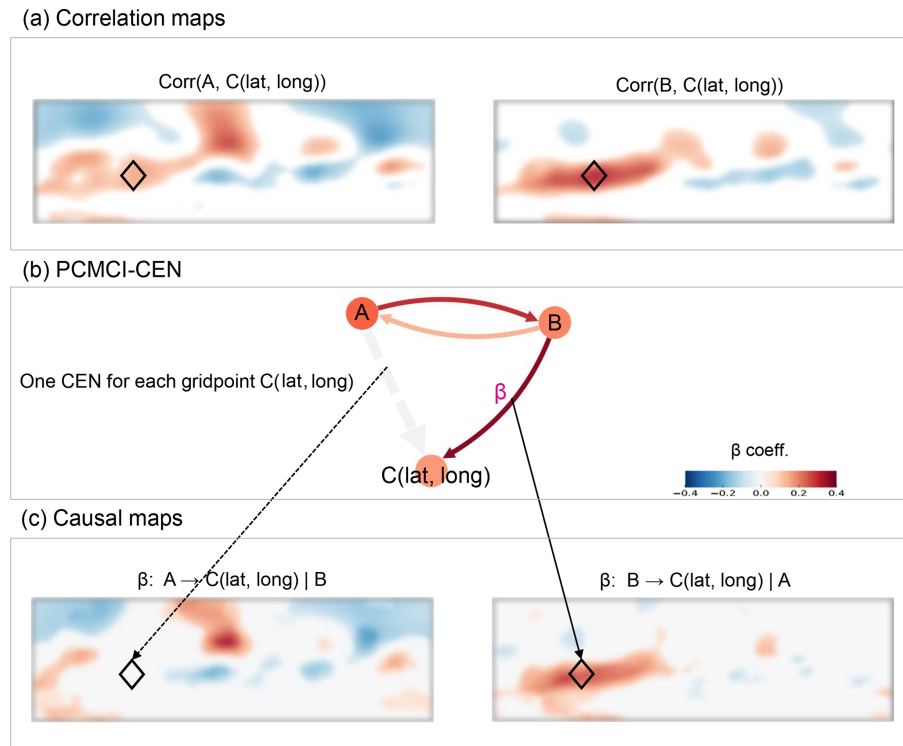 (a) Correlation maps
Corr(A, C(lat, long))
Corr(B, C(lat, long))
(b) PCMCI-CEN
A
B
One CEN for each gridpoint C(lat, long)
β
C(lat, long)
β coeff.
−0.4 −0.2 0.0 0.2 0.4
(c) Causal maps
β: A → C(lat, long) | B
β: B → C(lat, long) | A